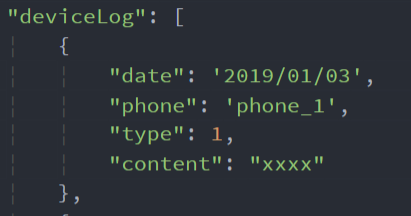 "deviceLog": [
{
"date": '2019/01/03',
"phone": 'phone_1',
"type": 1,
"content": "xxxx"
},